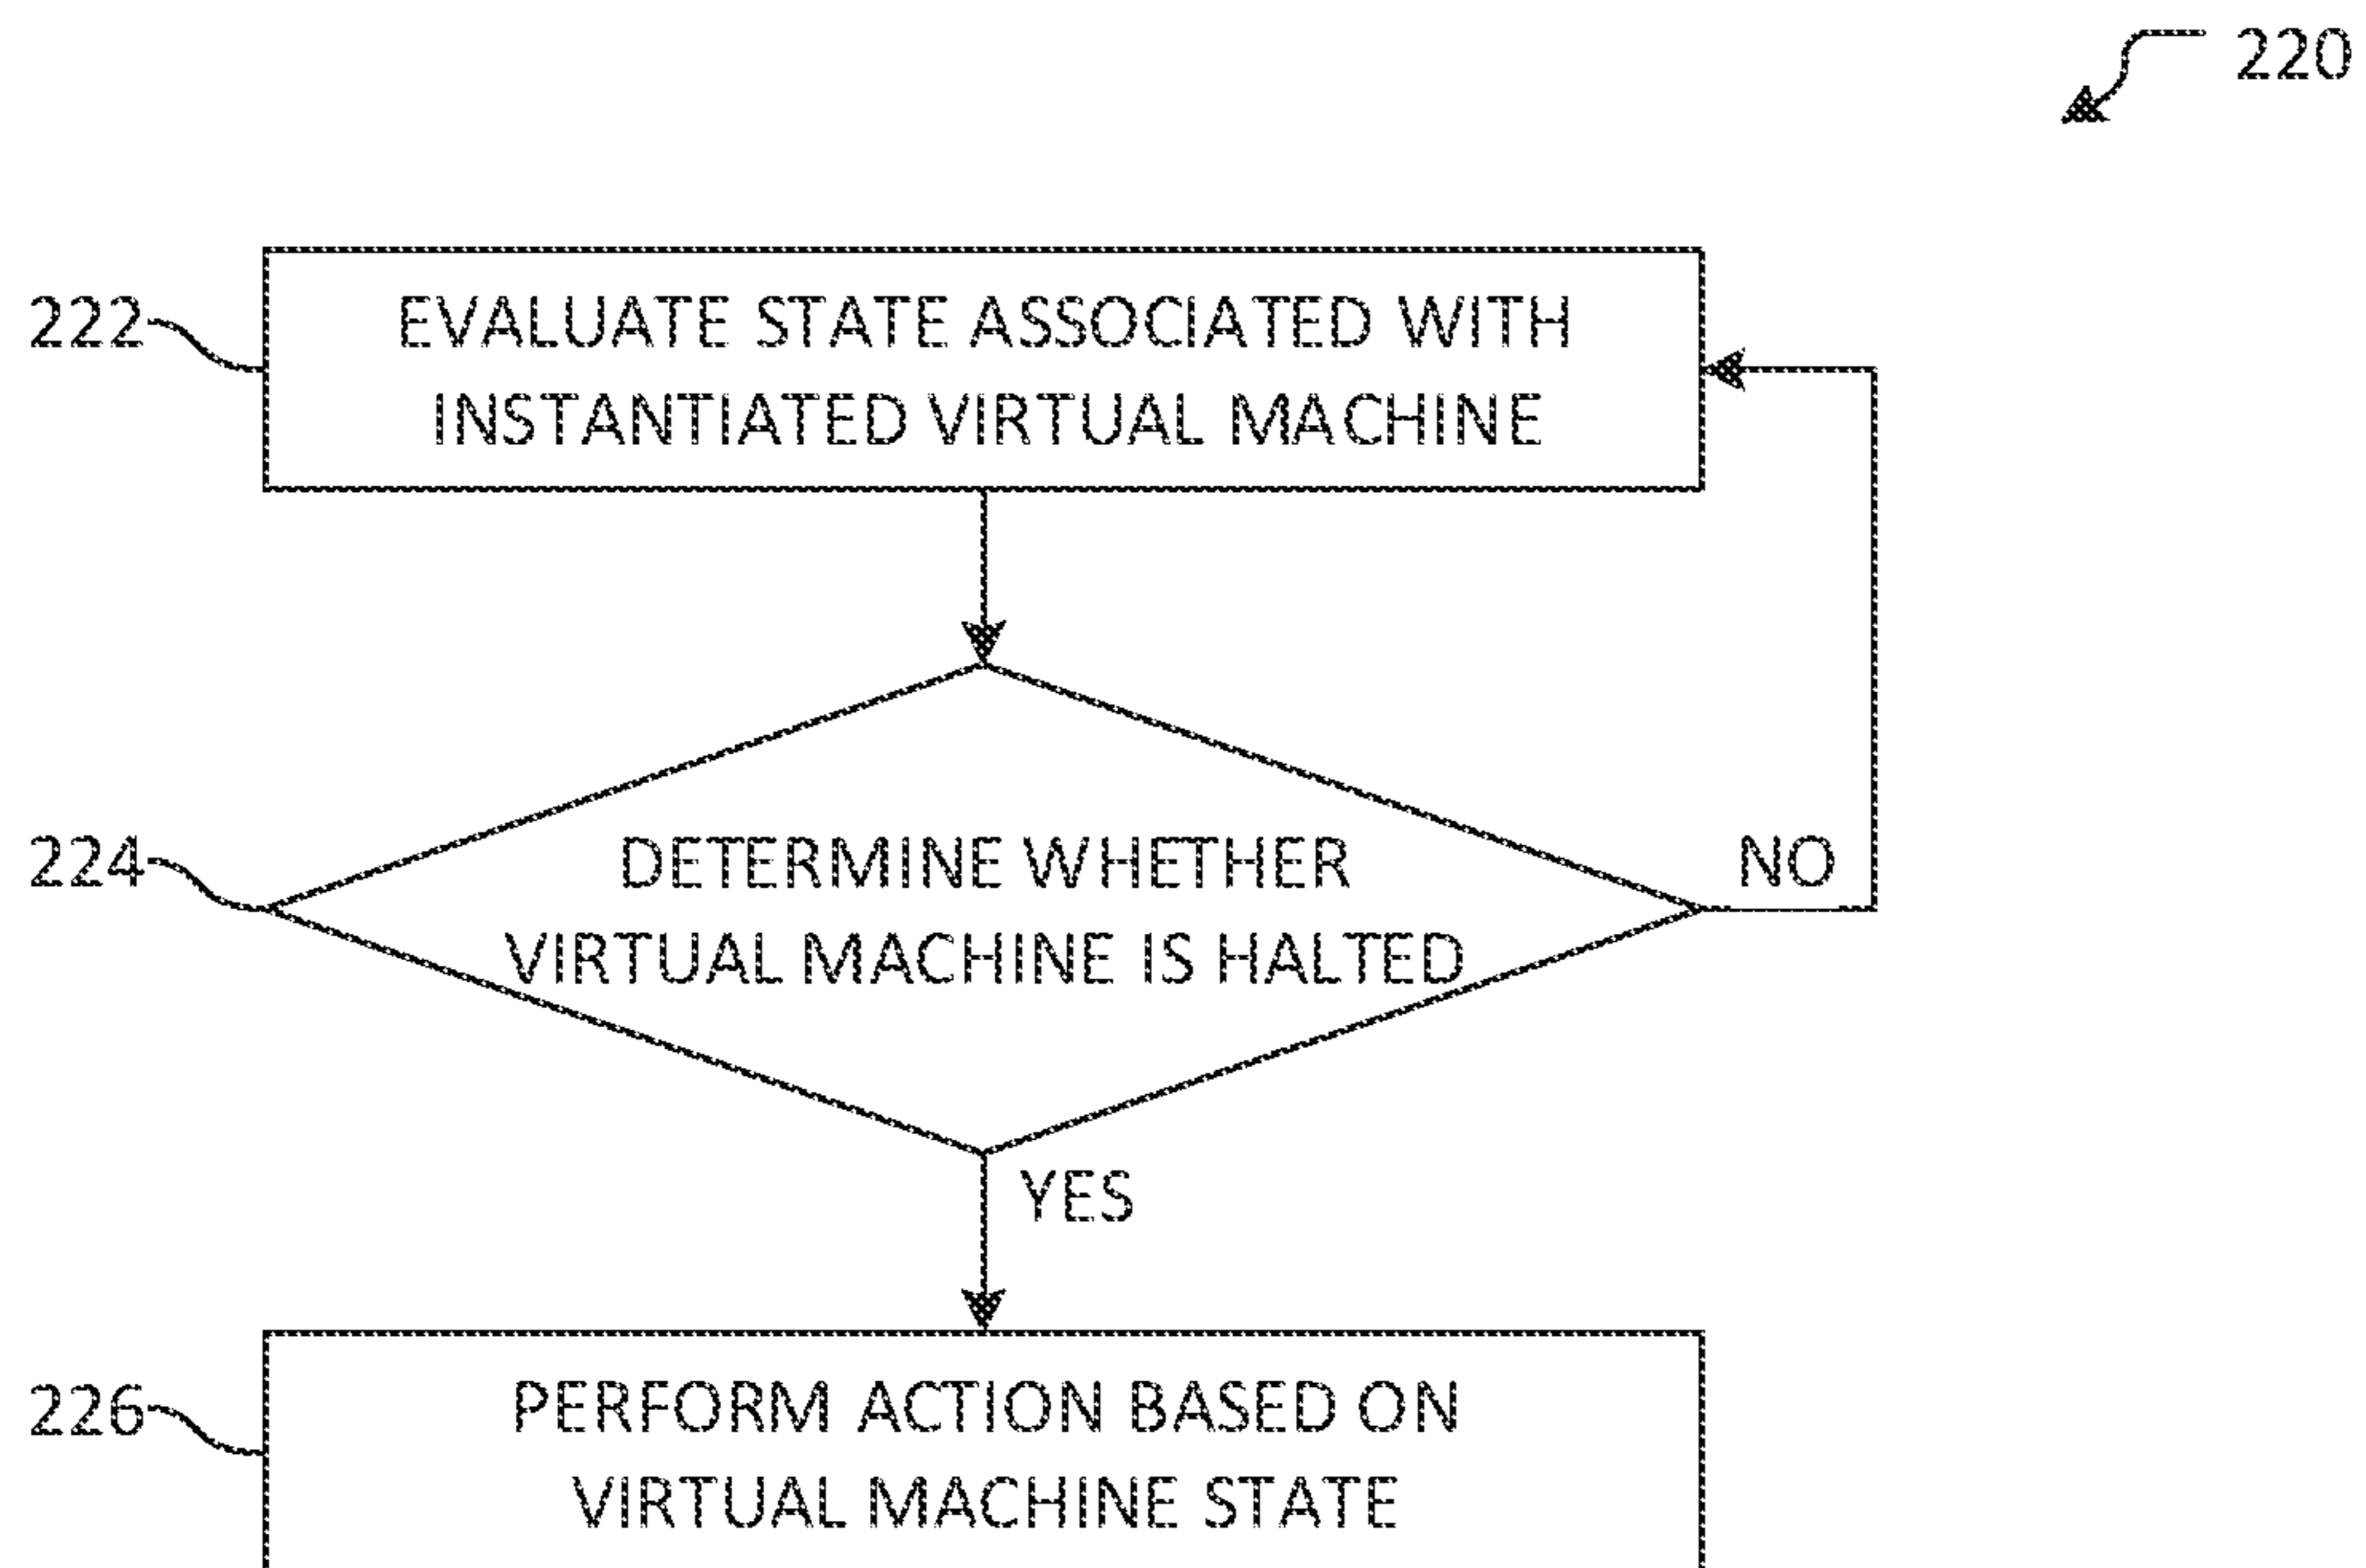 220
222
EVALUATE STATE ASSOCIATED WITH
INSTANTIATED VIRTUAL MACHINE
224
DETERMINE WHETHER
VIRTUAL MACHINE IS HALTED
NO
YES
226
PERFORM ACTION BASED ON
VIRTUAL MACHINE STATE